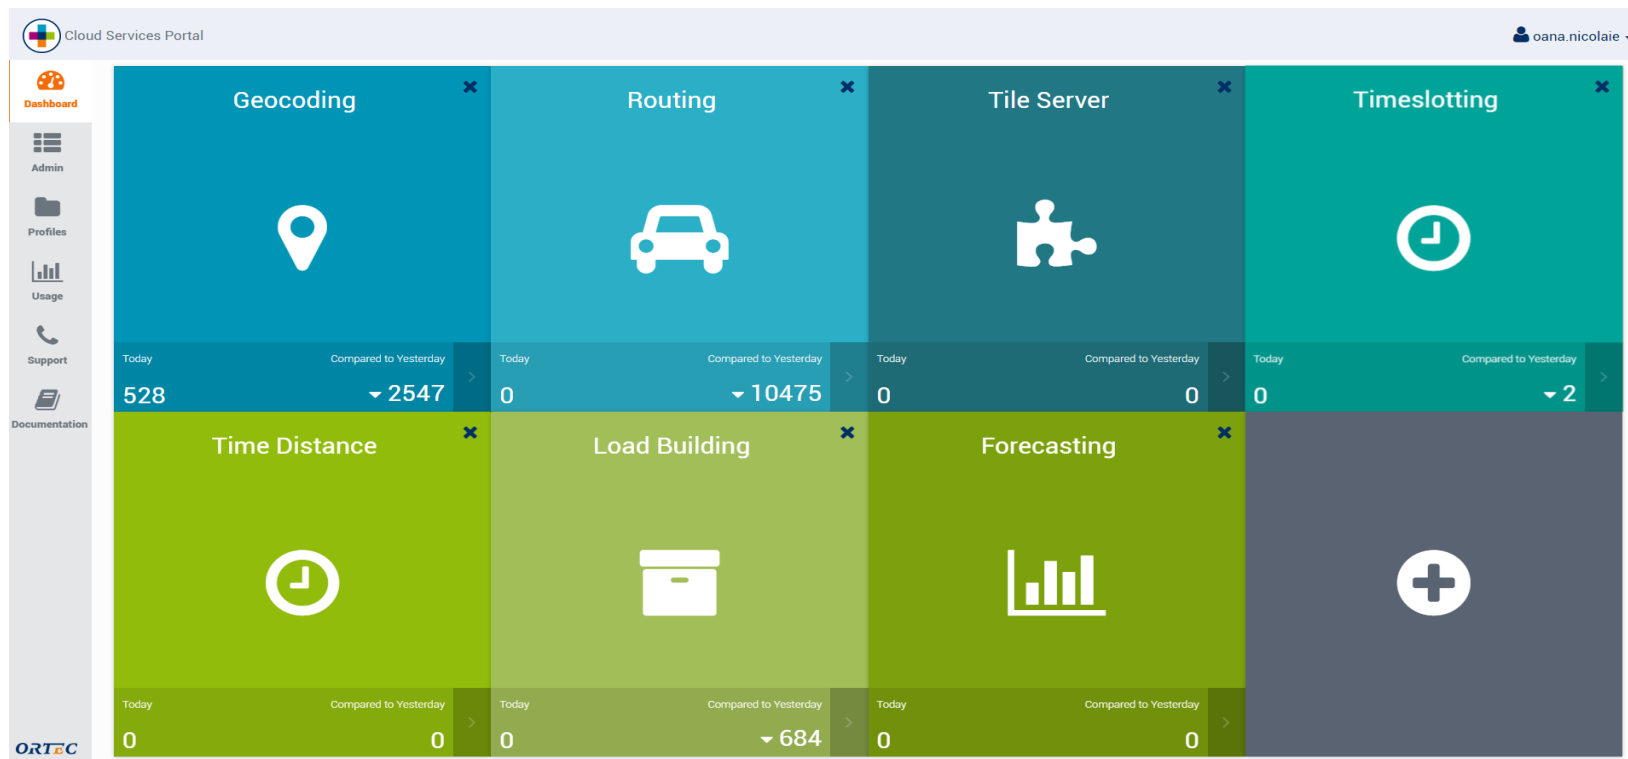 Cloud Services Portal
oana.nicolaie
Dashboard
Admin
Profiles
Usage
Support
Documentation
ORTEC
Geocoding
Today
Compared to Yesterday
528
2547
Routing
Today
Compared to Yesterday
0
10475
Tile Server
Today
Compared to Yesterday
0
0
Timeslotting
Today
Compared to Yesterday
0
2
Time Distance
Today
Compared to Yesterday
0
0
Load Building
Today
Compared to Yesterday
0
684
Forecasting
Today
Compared to Yesterday
0
0